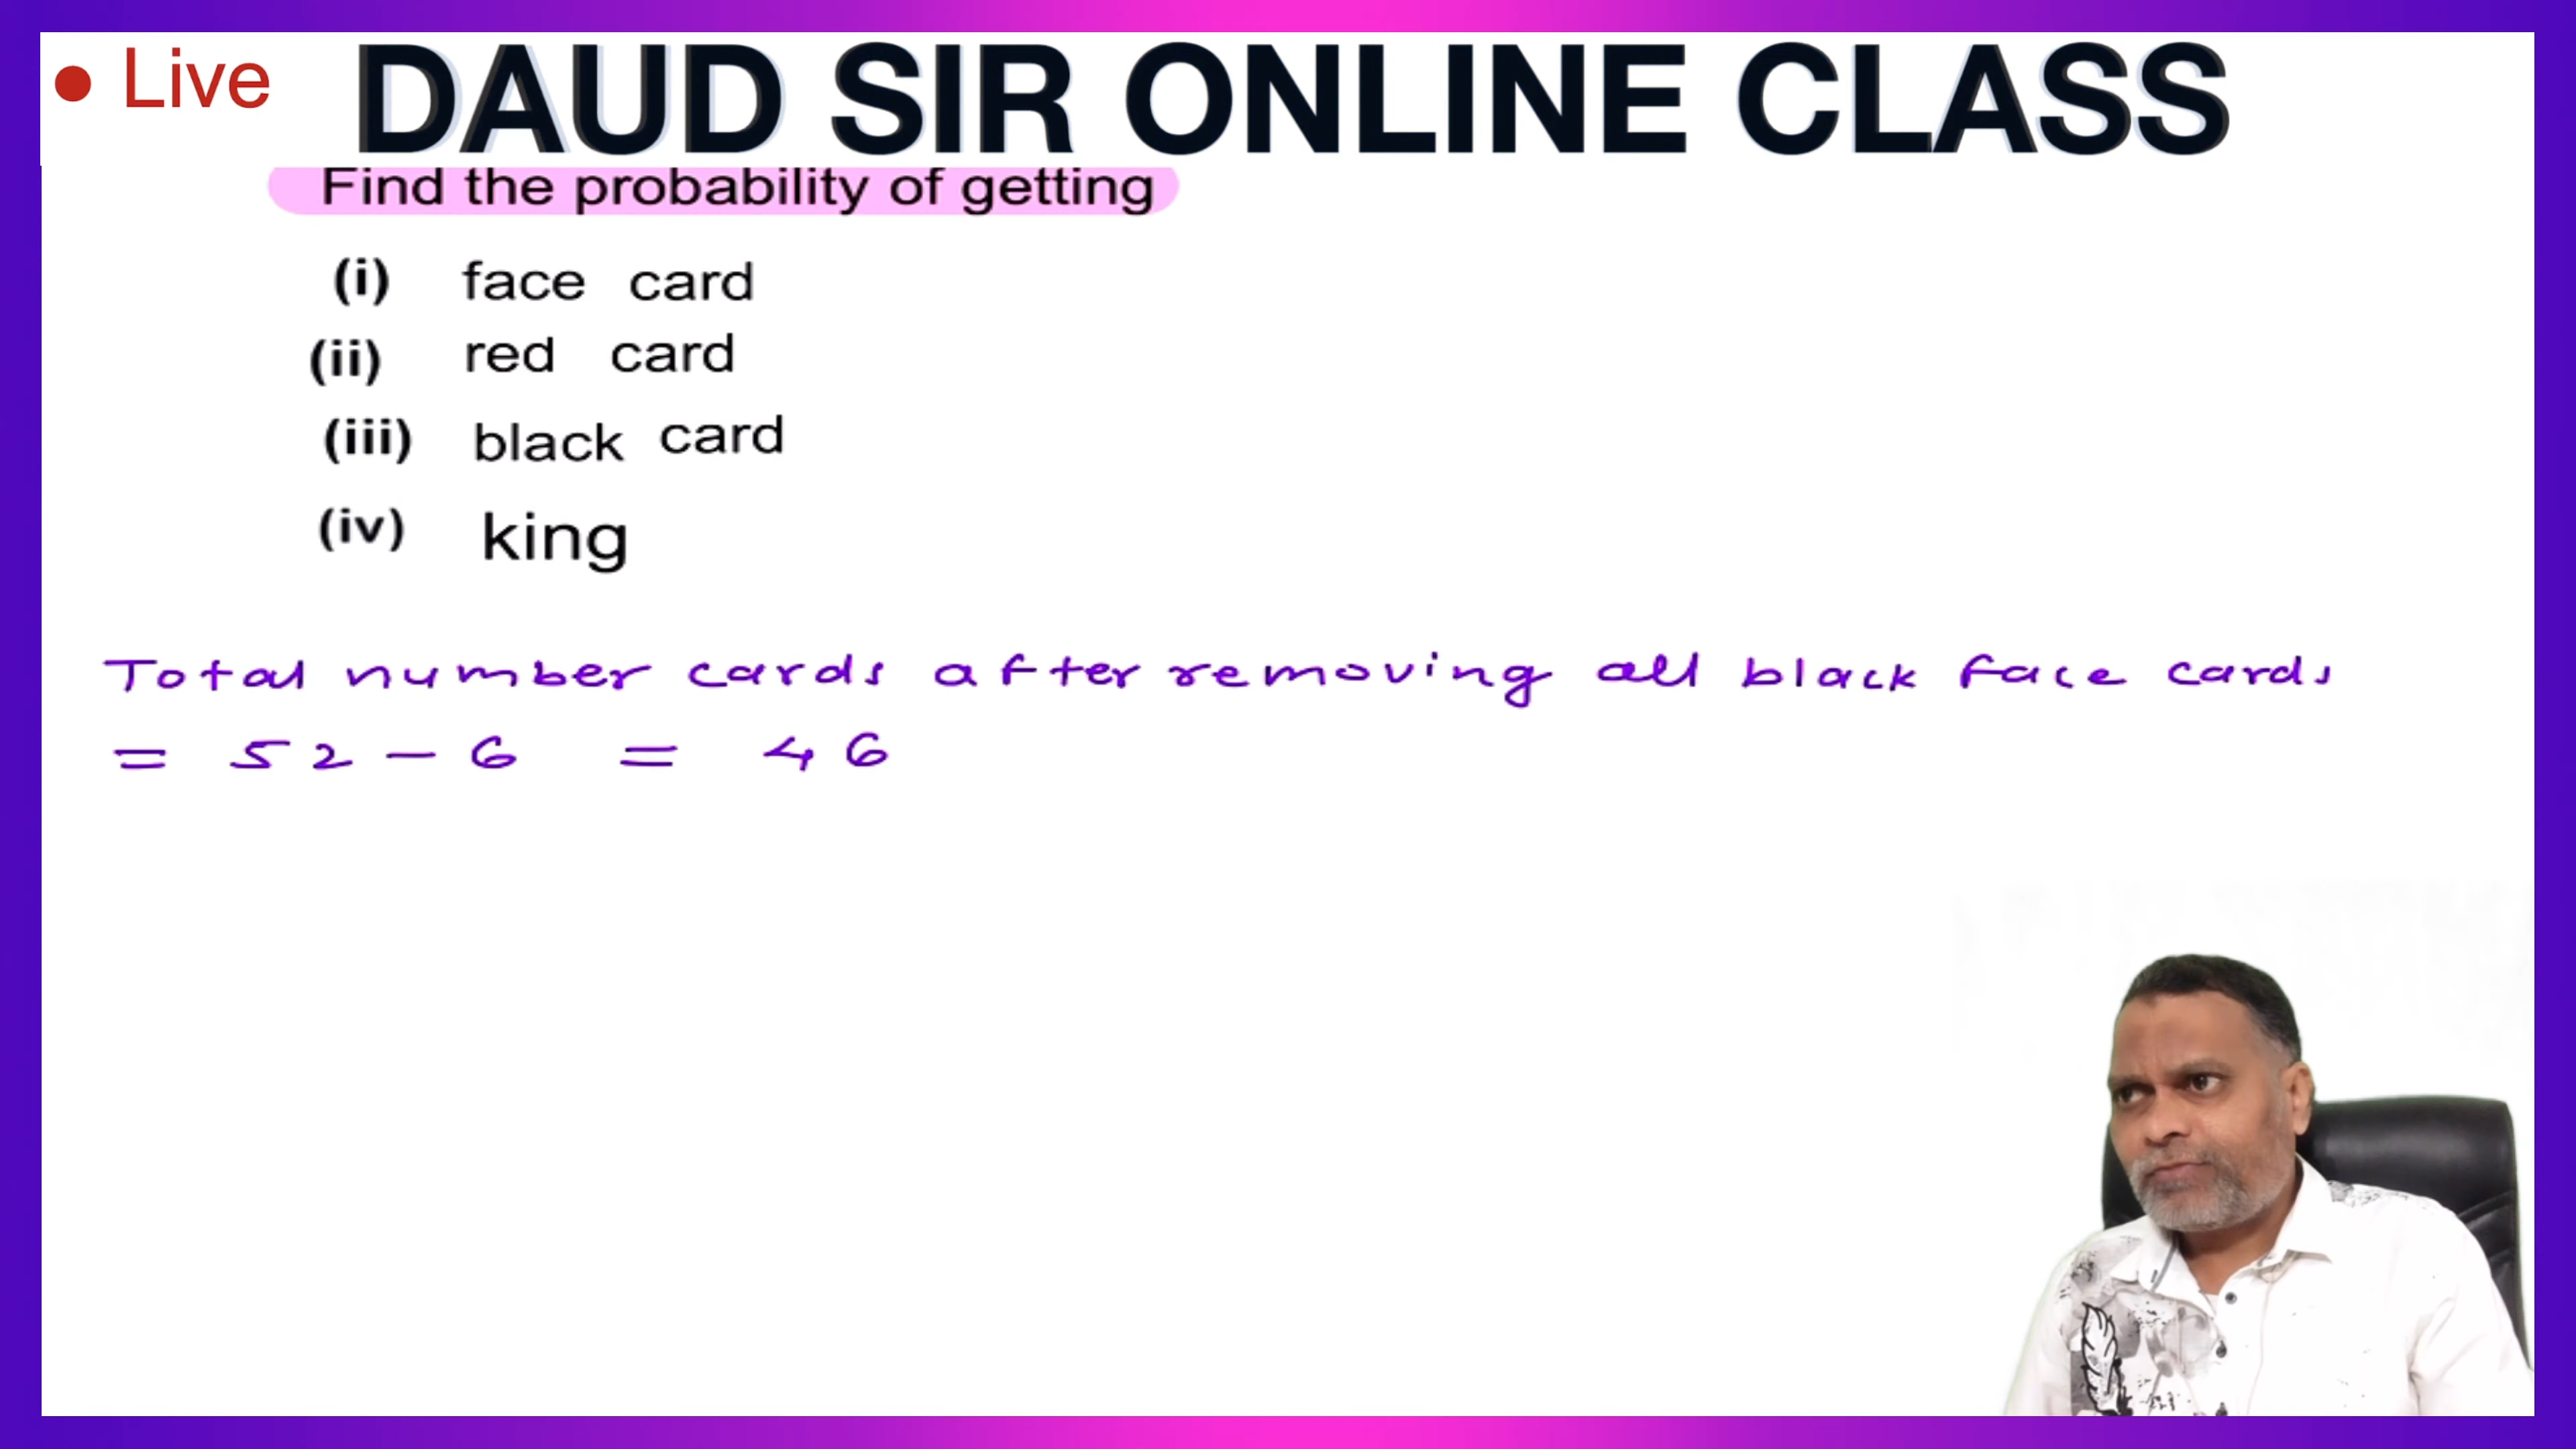 Live
DAUD SIR ONLINE CLASS
Find the probability of getting
(i) face card
(ii) red card
(iii) black card
(iv) king
Total number cards after removing all black face cards
= 52 - 6 = 46